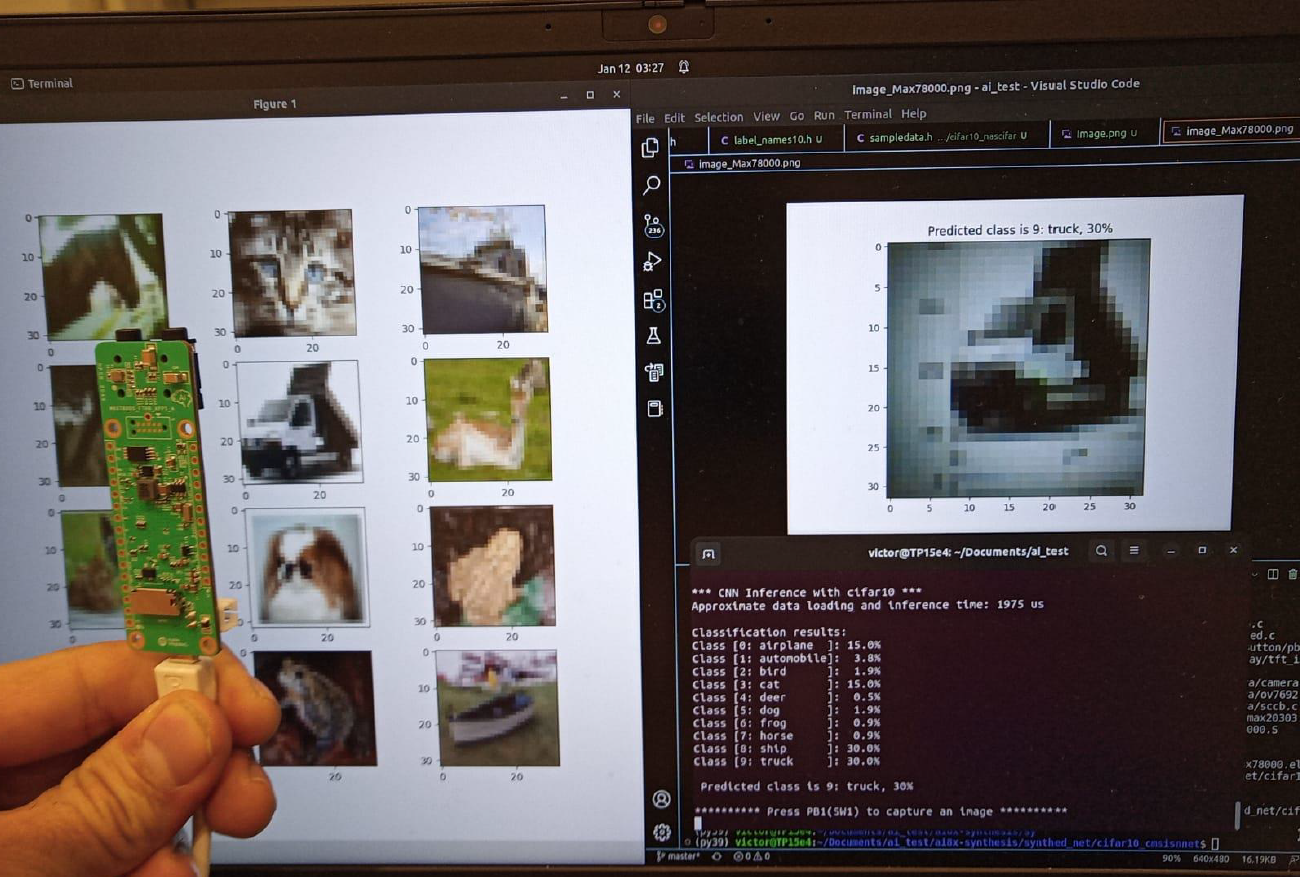 Jan 12 03:27
Terminal
Figure 1
0
10
20
30
0
0
10
20
30
0
20
0
10
20
30
0
20
0
10
20
30
0
0
10
20
30
0
20
0
10
20
30
0
20
0
10
20
30
0
10
20
30
0
20
0
10
20
30
0
20
20
0
10
20
30
0
20
image_Max78000.png - ai_test - Visual Studio Code
File Edit Selection View Go Run Terminal Help
h
label_names10.h U
sampledata.h .../cifar10_nascifar U
image.png U
image_Max78000.png
image_Max78000.png
236
2
Predicted class is 9: truck, 30%
0
5
10
15
20
25
30
0 5 10 15 20 25 30
victor@TP15e4: ~/Documents/ai_test
*** CNN Inference with cifar10 ***
Approximate data loading and inference time: 1975 us
Classification results:
Class [0: airplane ]: 15.0%
Class [1: automobile]: 3.8%
Class [2: bird ]: 1.9%
Class [3: cat ]: 15.0%
Class [4: deer ]: 0.5%
Class [5: dog ]: 1.9%
Class [6: frog ]: 0.9%
Class [7: horse ]: 0.9%
Class [8: ship ]: 30.0%
Class [9: truck ]: 30.0%
Predicted class is 9: truck, 30%
********** Press PB1(SW1) to capture an image **********
.c
ed.c
utton/pb
ay/tft_i
a/camera
a/ov7692
a/sccb.c
max20303
000.S
x78000.el
et/cifar1
d_net/cif
(py39) victor@TP15e4:~/Documents/ai_test/ai8x-synthesis/sy
(py39) victor@TP15e4:~/Documents/ai_test/ai8x-synthesis/synthed_net/cifar10_cmsisnnet$
master* 0 0 90% 640x480 16.19KB